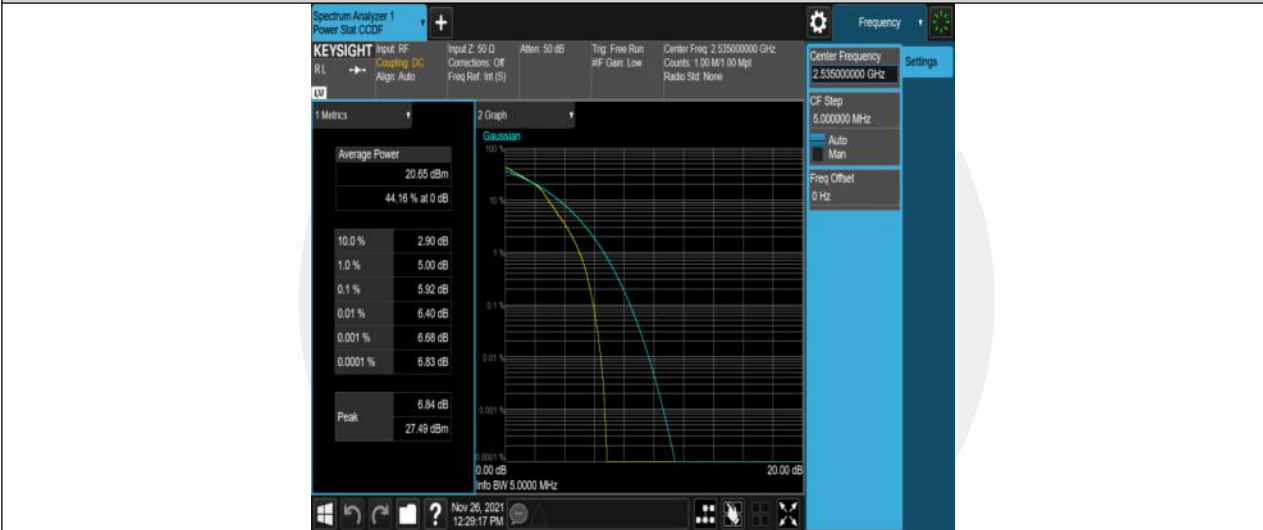 Spectrum Analyzer 1
Power Stat CCDF
Frequency
KEYSIGHT
RL
LV
Input: RF
Coupling: DC
Align: Auto
Input Z: 50 Ω
Corrections: Off
Freq Ref: Int (S)
Atten: 50 dB
Trig: Free Run
#IF Gain: Low
Center Freq: 2.535000000 GHz
Counts: 1.00 M/1.00 Mpt
Radio Std: None
Center Frequency
2.535000000 GHz
Settings
CF Step
5.000000 MHz
Auto
Man
Freq Offset
0 Hz
1 Metrics
Average Power
20.65 dBm
44.16 % at 0 dB
10.0 % 2.90 dB
1.0 % 5.00 dB
0.1 % 5.92 dB
0.01 % 6.40 dB
0.001 % 6.68 dB
0.0001 % 6.83 dB
Peak 6.84 dB
27.49 dBm
2 Graph
Gaussian
100 %
10 %
1 %
0.1 %
0.01 %
0.001 %
0.0001 %
0.00 dB 20.00 dB
Info BW 5.0000 MHz
?
Nov 26, 2021
12:29:17 PM